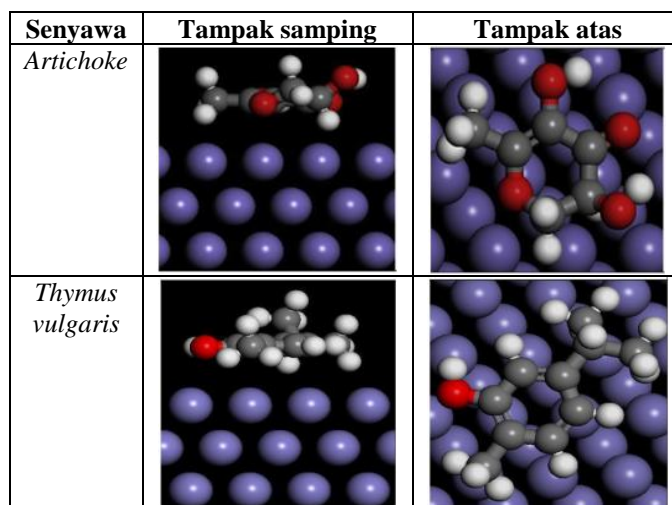 Senyawa Tampak samping Tampak atas
Artichoke
Thymus
vulgaris